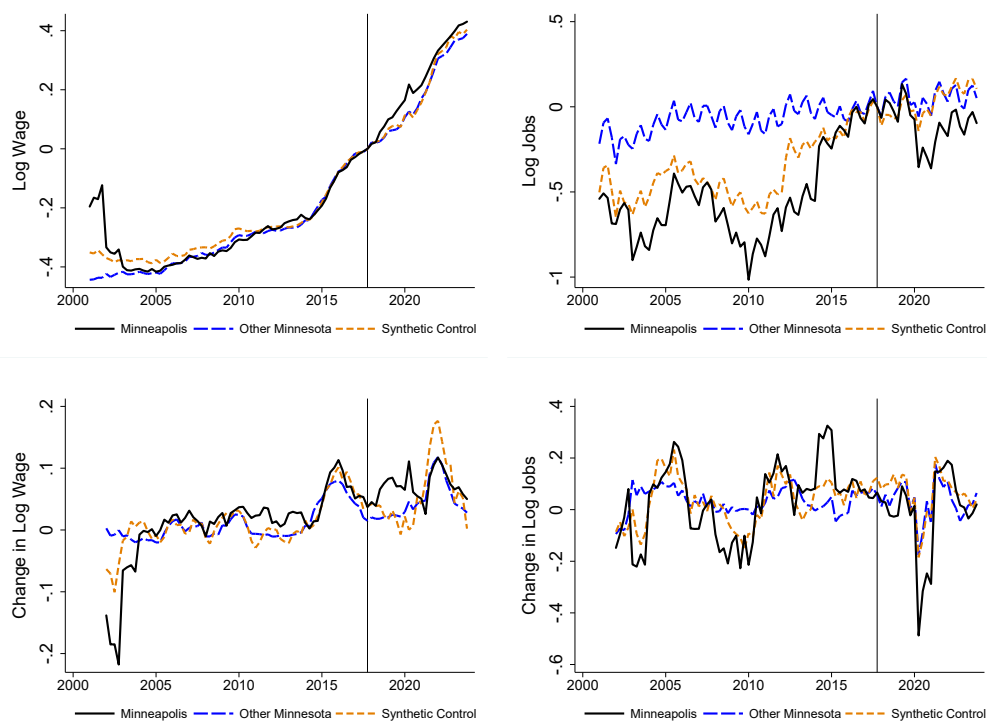 Log Wage
.4
.2
0
-.2
-.4
2000 2005 2010 2015 2020
Minneapolis Other Minnesota Synthetic Control
Log Jobs
.5
0
-.5
-1
2000 2005 2010 2015 2020
Minneapolis Other Minnesota Synthetic Control
Change in Log Wage
.2
.1
0
-.1
-.2
2000 2005 2010 2015 2020
Minneapolis Other Minnesota Synthetic Control
Change in Log Jobs
.4
.2
0
-.2
-.4
-.6
2000 2005 2010 2015 2020
Minneapolis Other Minnesota Synthetic Control